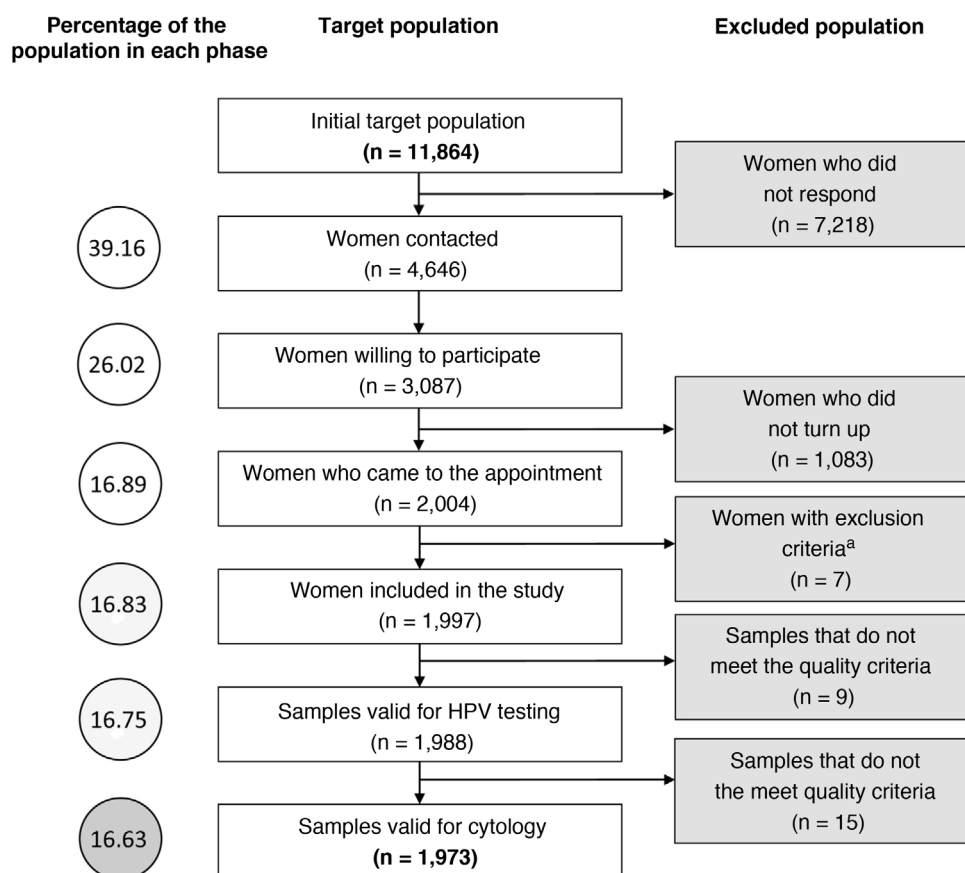 Percentage of the
population in each phase
Target population
Excluded population
Initial target population
(n = 11,864)
Women who did
not respond
(n = 7,218)
39.16
Women contacted
(n = 4,646)
26.02
Women willing to participate
(n = 3,087)
Women who did
not turn up
(n = 1,083)
16.89
Women who came to the appointment
(n = 2,004)
Women with exclusion
criteriaᵃ
(n = 7)
16.83
Women included in the study
(n = 1,997)
Samples that do not
meet the quality criteria
(n = 9)
16.75
Samples valid for HPV testing
(n = 1,988)
Samples that do not
the meet quality criteria
(n = 15)
16.63
Samples valid for cytology
(n = 1,973)